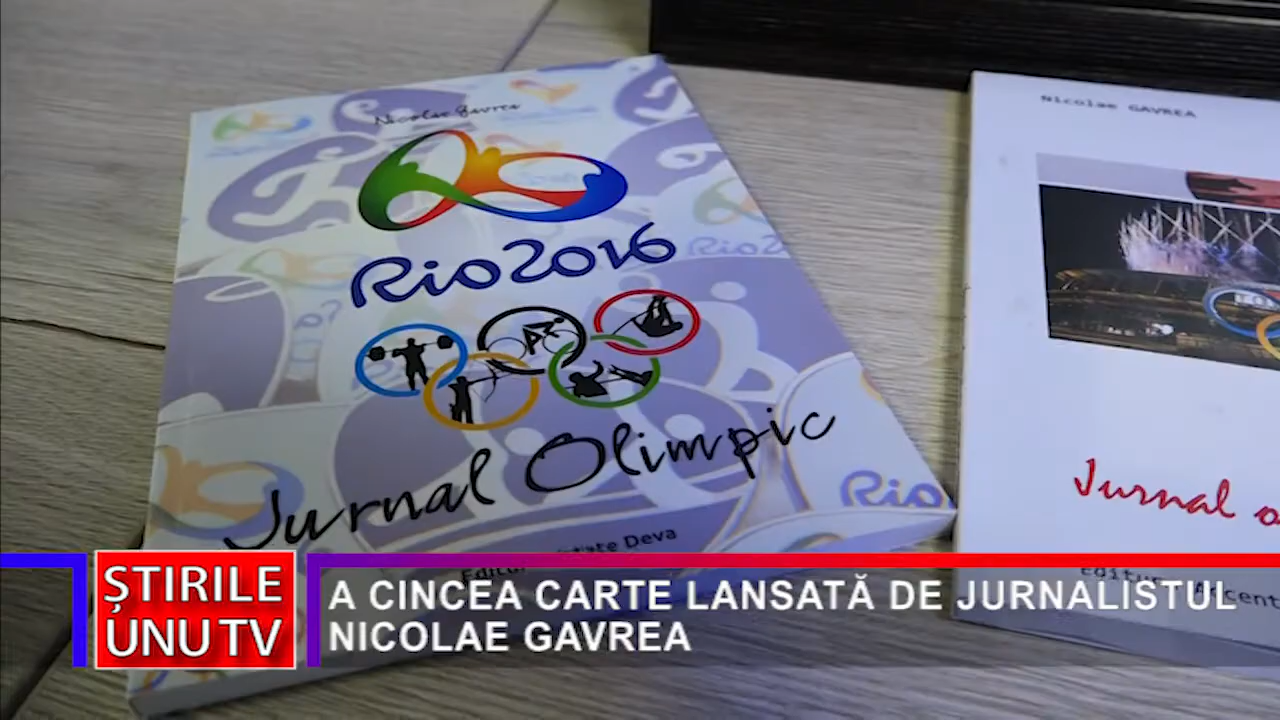 Nicolae Gavrea
Rio2016
Jurnal Olimpic
Deva
Rio
Nicolae GAVREA
Jurnal
ȘTIRILE
UNU TV
A CINCEA CARTE LANSATĂ DE JURNALISTUL
NICOLAE GAVREA